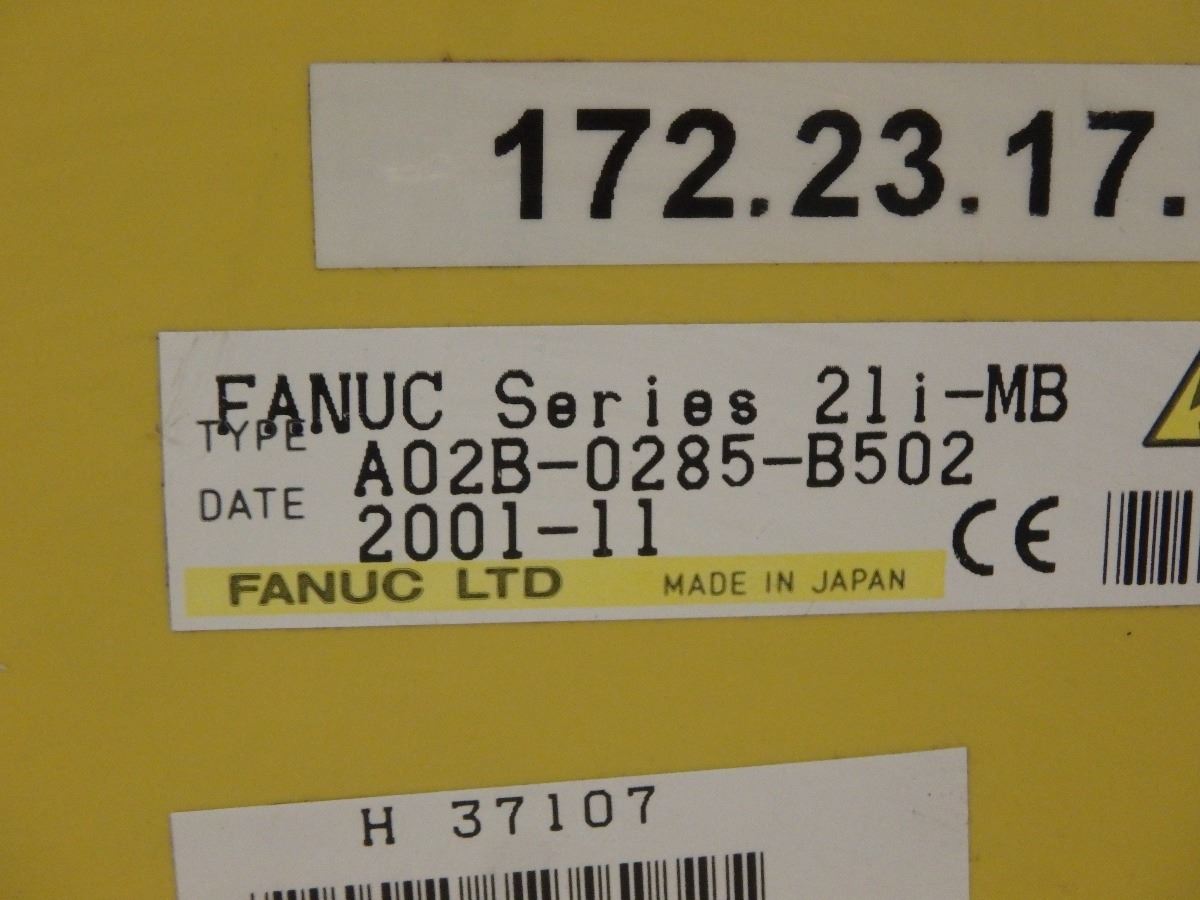 172.23.17.
FANUC Series 21i-MB
TYPE A02B-0285-B502
DATE 2001-11
CE
FANUC LTD MADE IN JAPAN
H 37107